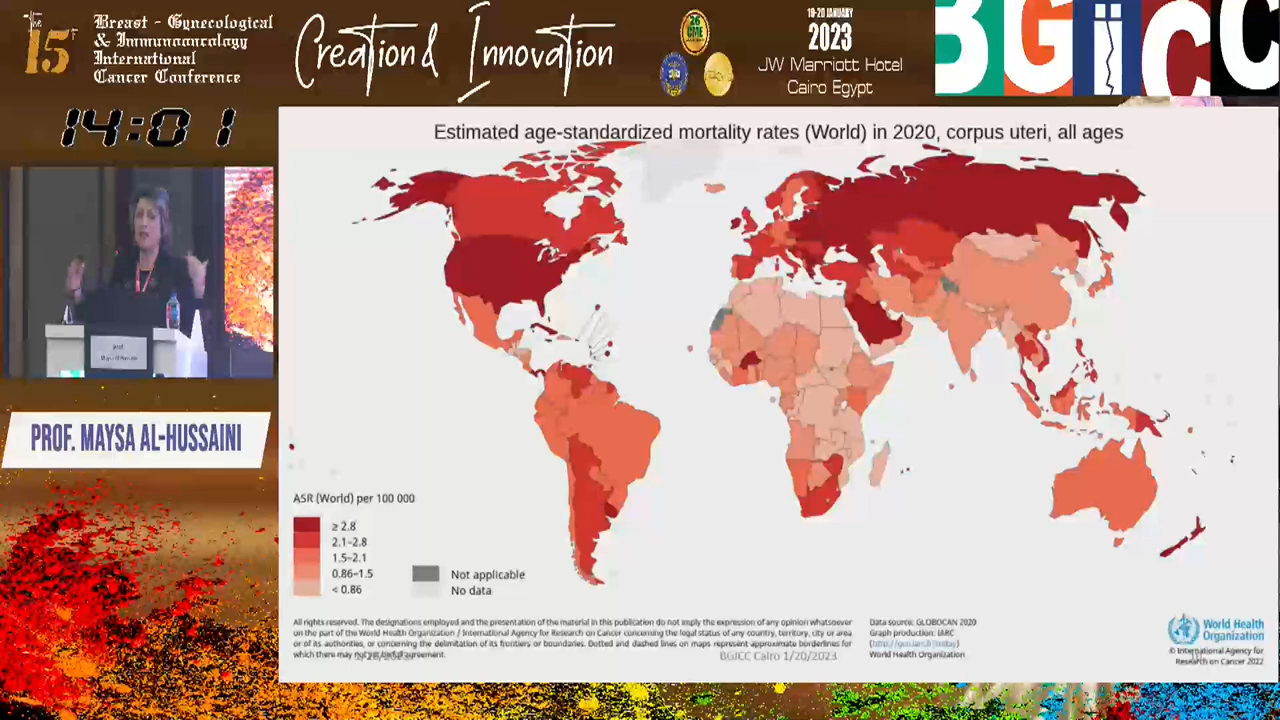 The
15th
Breast - Gynecological
& Immunooncology
International
Cancer Conference
Creation & Innovation
26
CME
18-20 JANUARY
2023
JW Marriott Hotel
Cairo Egypt
BGiCC
14:01
PROF. MAYSA AL-HUSSAINI
Estimated age-standardized mortality rates (World) in 2020, corpus uteri, all ages
ASR (World) per 100 000
≥ 2.8
2.1–2.8
1.5–2.1
0.86–1.5
< 0.86
Not applicable
No data
All rights reserved. The designations employed and the presentation of the material in this publication do not imply the expression of any opinion whatsoever
on the part of the World Health Organization / International Agency for Research on Cancer concerning the legal status of any country, territory, city or area
or of its authorities, or concerning the delimitation of its frontiers or boundaries. Dotted and dashed lines on maps represent approximate borderlines for
which there may not yet be full agreement.
BGICC Cairo 1/20/2023
Data source: GLOBOCAN 2020
Graph production: IARC
(http://gco.iarc.fr/today)
World Health Organization
World Health
Organization
© International Agency for
Research on Cancer 2022